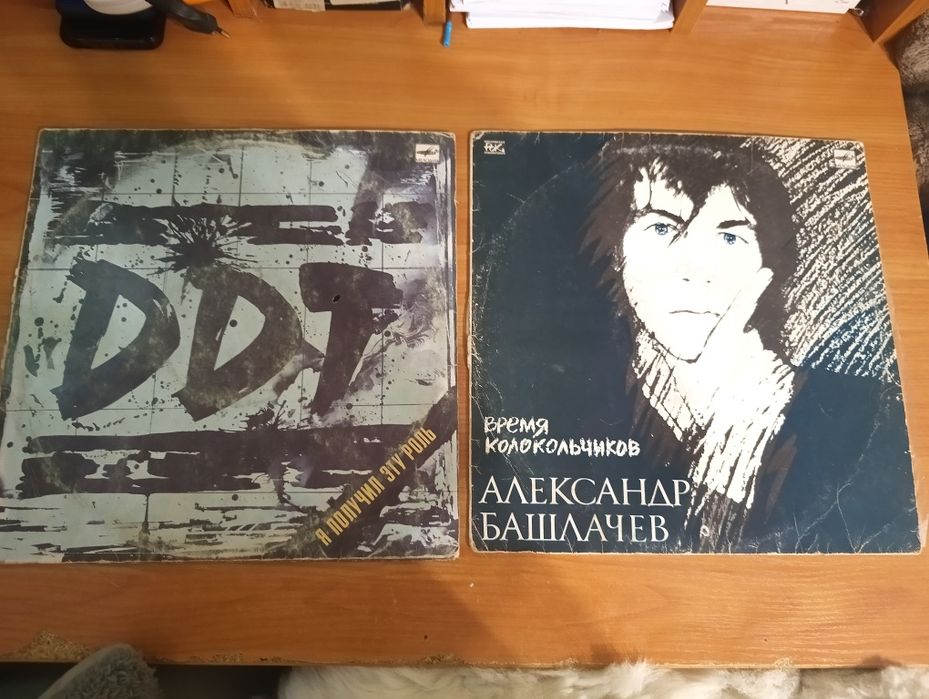 DDT
Я ПОЛУЧИЛ ЭТУ РОЛЬ
ВРЕМЯ
КОЛОКОЛЬЧИКОВ
АЛЕКСАНДР
БАШЛАЧЕВ